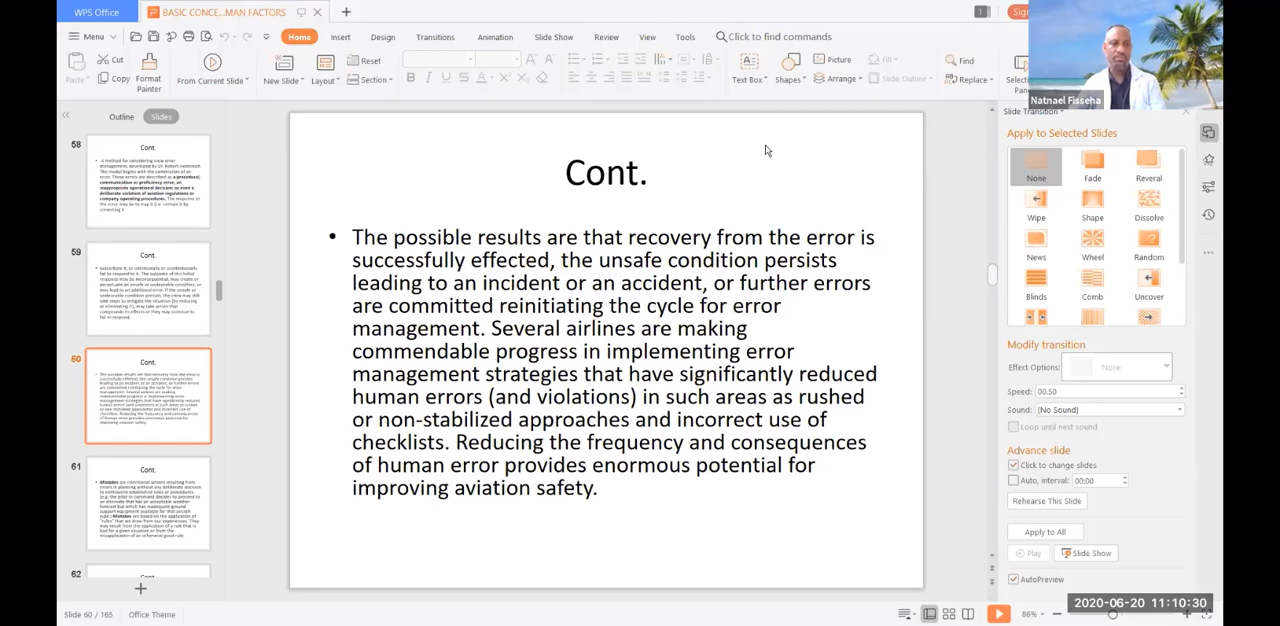 WPS Office
BASIC CONCE...MAN FACTORS
1
Sign
Menu
Home
Insert
Design
Transitions
Animation
Slide Show
Review
View
Tools
Click to find commands
Paste
Cut
Copy
Format Painter
From Current Slide
New Slide
Layout
Reset
Section
Text Box
Shapes
Picture
Arrange
Fill
Slide Outline
Find
Replace
Natnael Fisseha
Outline
Slides
58
Cont.
59
Cont.
60
Cont.
61
Cont.
62
Cont.
• The possible results are that recovery from the error is
successfully effected, the unsafe condition persists
leading to an incident or an accident, or further errors
are committed reinitiating the cycle for error
management. Several airlines are making
commendable progress in implementing error
management strategies that have significantly reduced
human errors (and violations) in such areas as rushed
or non-stabilized approaches and incorrect use of
checklists. Reducing the frequency and consequences
of human error provides enormous potential for
improving aviation safety.
Slide Transition
Apply to Selected Slides
None
Fade
Reveral
Wipe
Shape
Dissolve
News
Wheel
Random
Blinds
Comb
Uncover
Modify transition
Effect Options:
None
Speed: 00.50
Sound: [No Sound]
Loop until next sound
Advance slide
Click to change slides
Auto, interval: 00:00
Rehearse This Slide
Apply to All
Play
Slide Show
AutoPreview
2020-06-20 11:10:30
Slide 60 / 165
Office Theme
86%